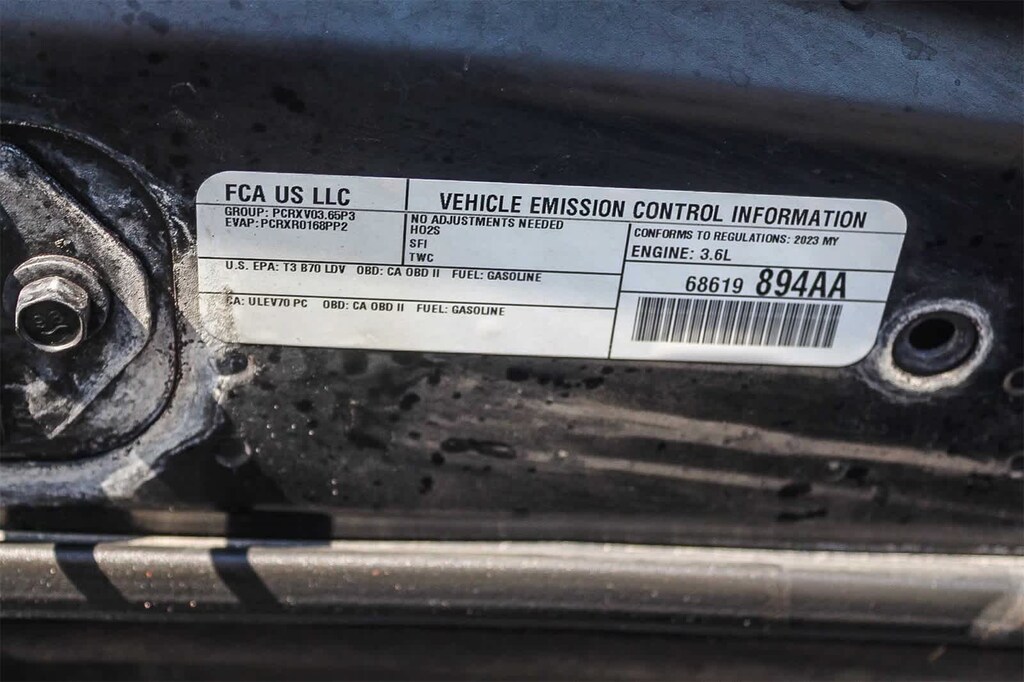 FCA US LLC
GROUP: PCRXV03.65P3
EVAP: PCRXR0168PP2
VEHICLE EMISSION CONTROL INFORMATION
NO ADJUSTMENTS NEEDED
HO2S
SFI
TWC
CONFORMS TO REGULATIONS: 2023 MY
ENGINE: 3.6L
U.S. EPA: T3 B70 LDV OBD: CA OBD II FUEL: GASOLINE
68619 894AA
CA: ULEV70 PC OBD: CA OBD II FUEL: GASOLINE